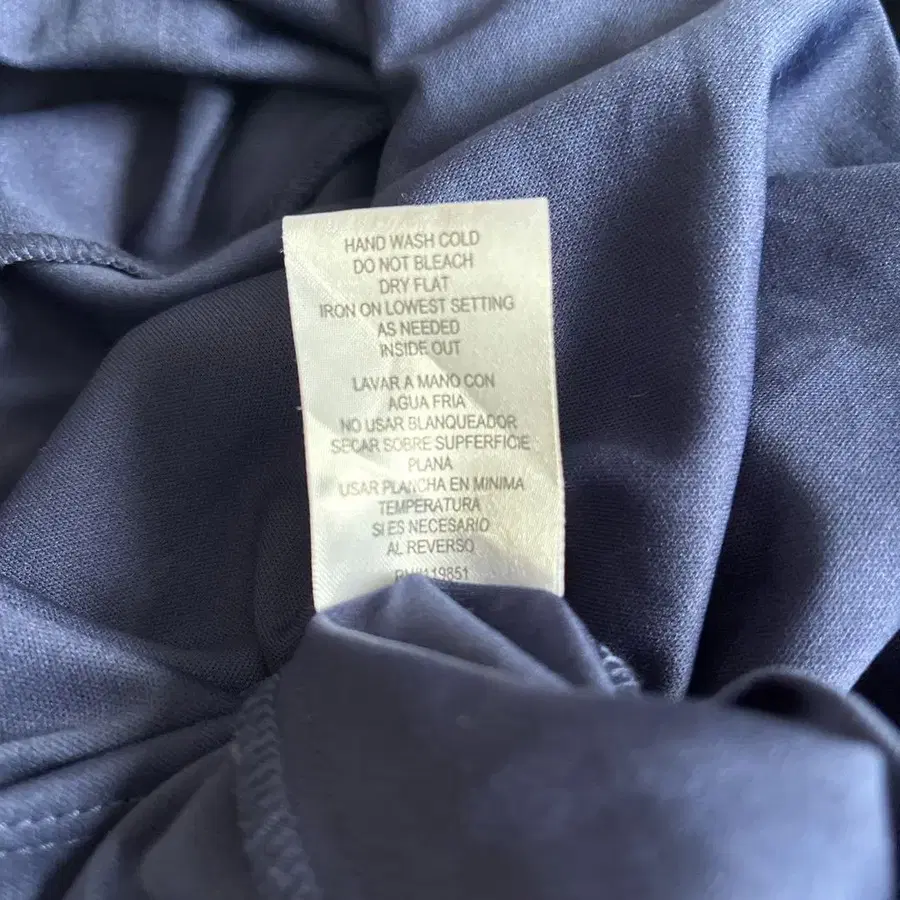 HAND WASH COLD
DO NOT BLEACH
DRY FLAT
IRON ON LOWEST SETTING
AS NEEDED
INSIDE OUT
LAVAR A MANO CON
AGUA FRIA
NO USAR BLANQUEADOR
SECAR SOBRE SUPFERFICIE
PLANA
USAR PLANCHA EN MINIMA
TEMPERATURA
SI ES NECESARIO
AL REVERSO